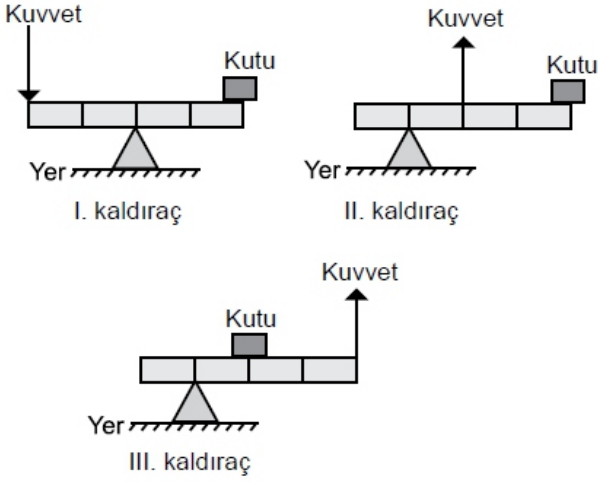 Kuvvet
Kutu
Yer
I. kaldıraç
Kuvvet
Kutu
Yer
II. kaldıraç
Kuvvet
Kutu
Yer
III. kaldıraç